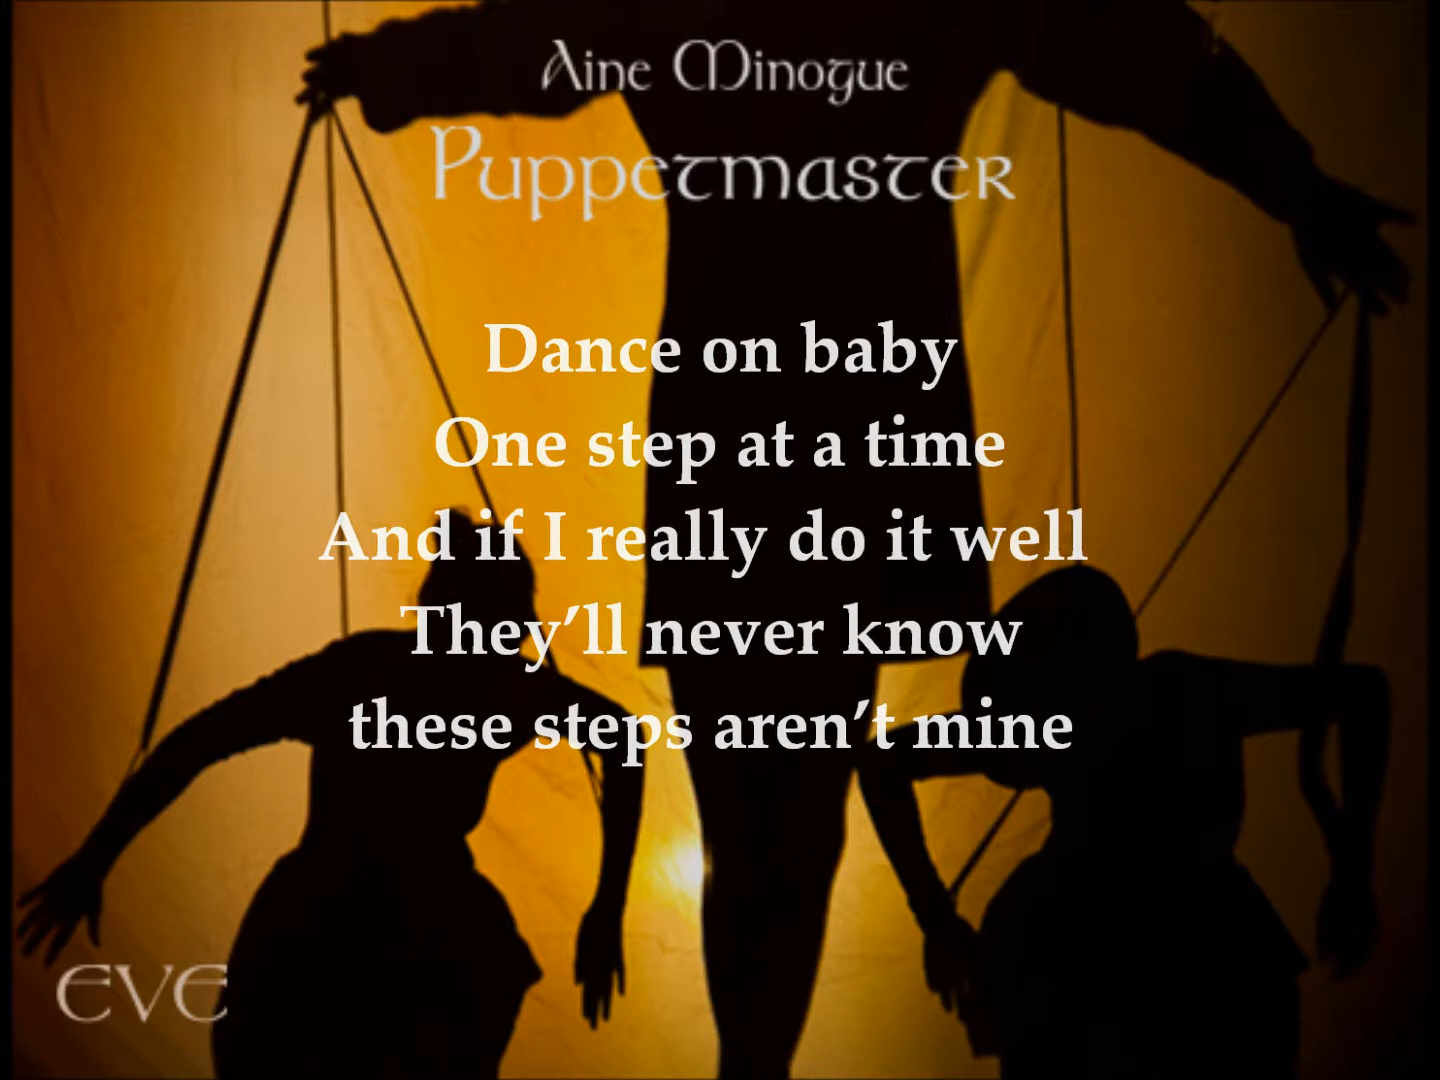 Aine Minogue
Puppetmaster
Dance on baby
One step at a time
And if I really do it well
They’ll never know
these steps aren’t mine
EVE